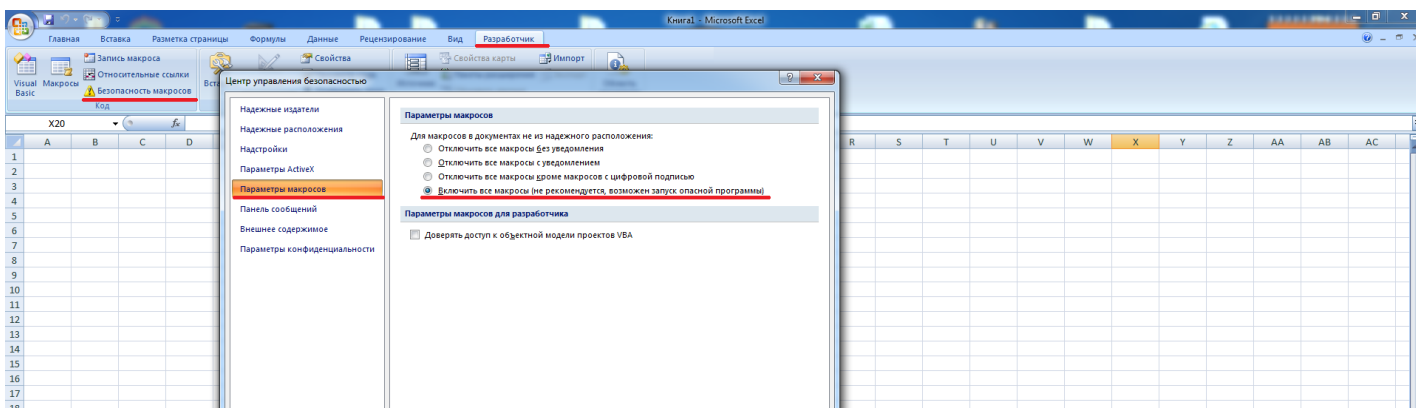 Книга1 - Microsoft Excel
Главная Вставка Разметка страницы Формулы Данные Рецензирование Вид Разработчик
Visual Basic
Макросы
Запись макроса
Относительные ссылки
Безопасность макросов
Код
Свойства
Свойства карты
Импорт
Центр управления безопасностью
X20
fx
A B C D R S T U V W X Y Z AA AB AC
Надежные издатели
Надежные расположения
Надстройки
Параметры ActiveX
Параметры макросов
Панель сообщений
Внешнее содержимое
Параметры конфиденциальности
Параметры макросов
Для макросов в документах не из надежного расположения:
Отключить все макросы без уведомления
Отключить все макросы с уведомлением
Отключить все макросы кроме макросов с цифровой подписью
Включить все макросы (не рекомендуется, возможен запуск опасной программы)
Параметры макросов для разработчика
Доверять доступ к объектной модели проектов VBA
1
2
3
4
5
6
7
8
9
10
11
12
13
14
15
16
17